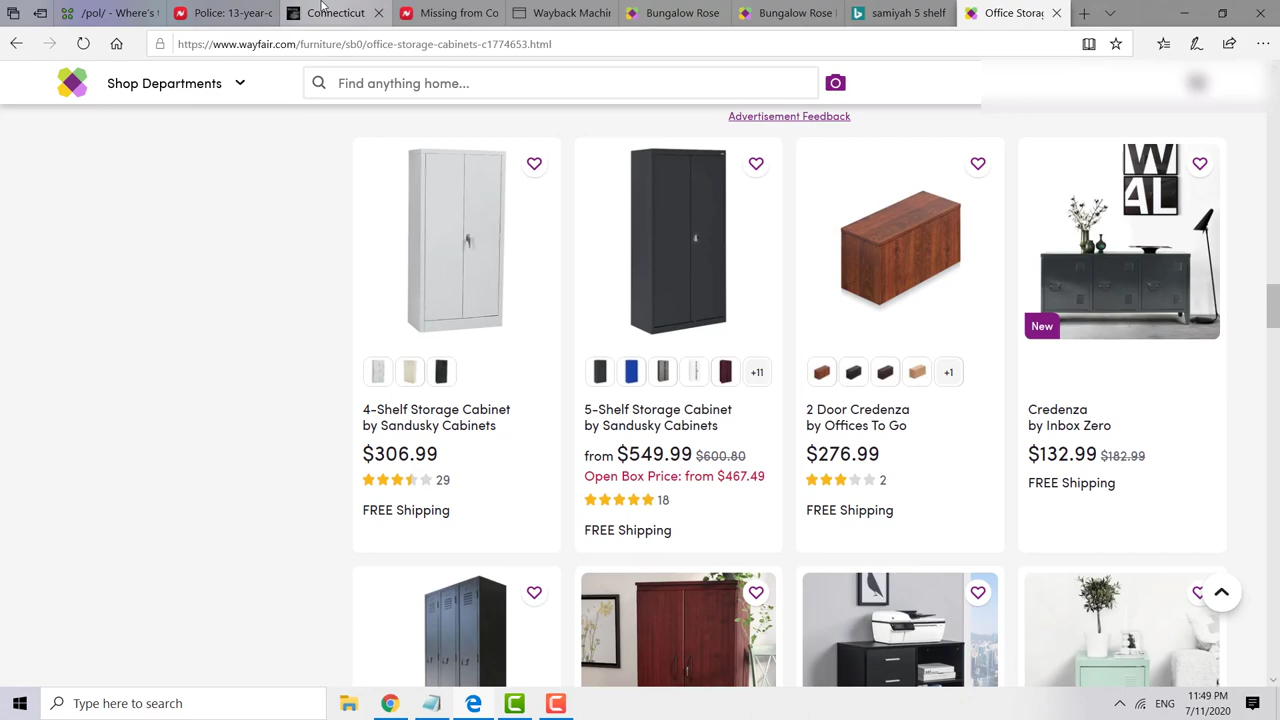 spolly - Where's
Police: 13-year
Connecticut
Missing from Co
Wayback Machin
Bungalow Rose
Bungalow Rose
samiyah 5 shelf
Office Storag
https://www.wayfair.com/furniture/sb0/office-storage-cabinets-c1774653.html
Shop Departments
Find anything home...
Advertisement Feedback
WAL
New
+11
+1
4-Shelf Storage Cabinet
by Sandusky Cabinets
$306.99
29
FREE Shipping
5-Shelf Storage Cabinet
by Sandusky Cabinets
from $549.99 $600.80
Open Box Price: from $467.49
18
FREE Shipping
2 Door Credenza
by Offices To Go
$276.99
2
FREE Shipping
Credenza
by Inbox Zero
$132.99 $182.99
FREE Shipping
Type here to search
ENG
11:49 PM
7/11/2020